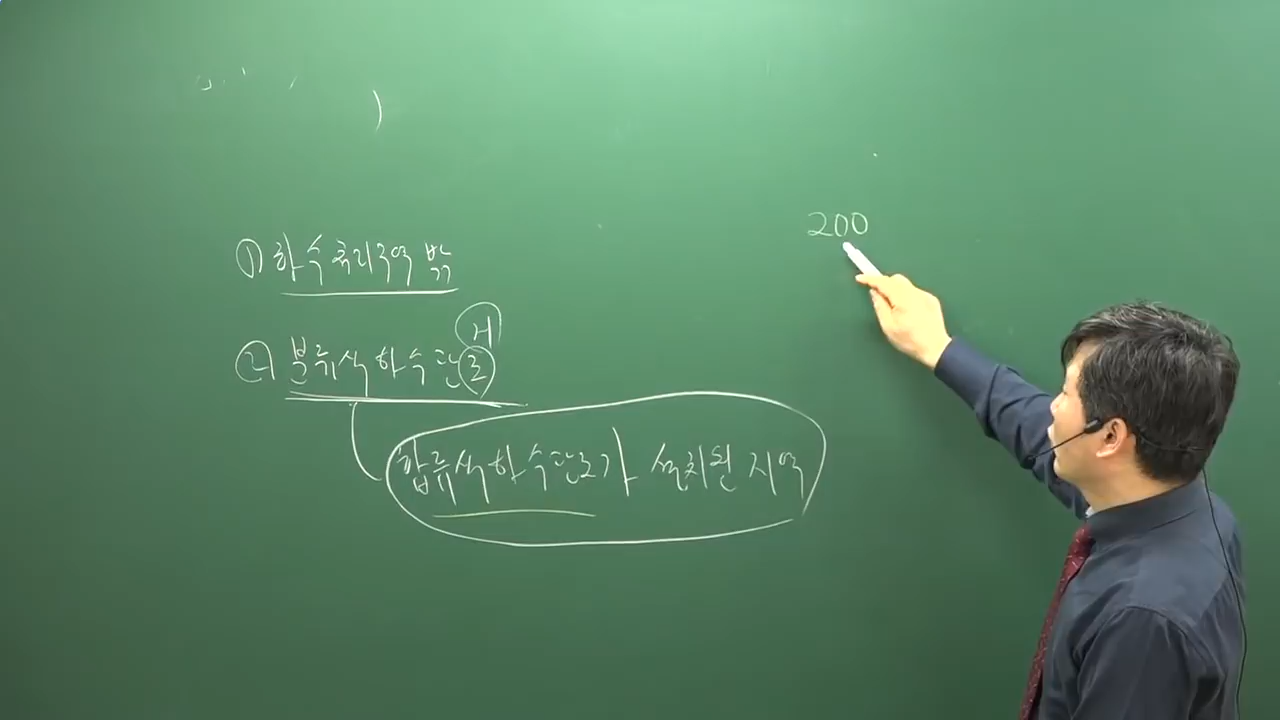 ① 하수처리구역 밖
200
거
② 분류식하수관로
합류식하수관로가 설치된 지역